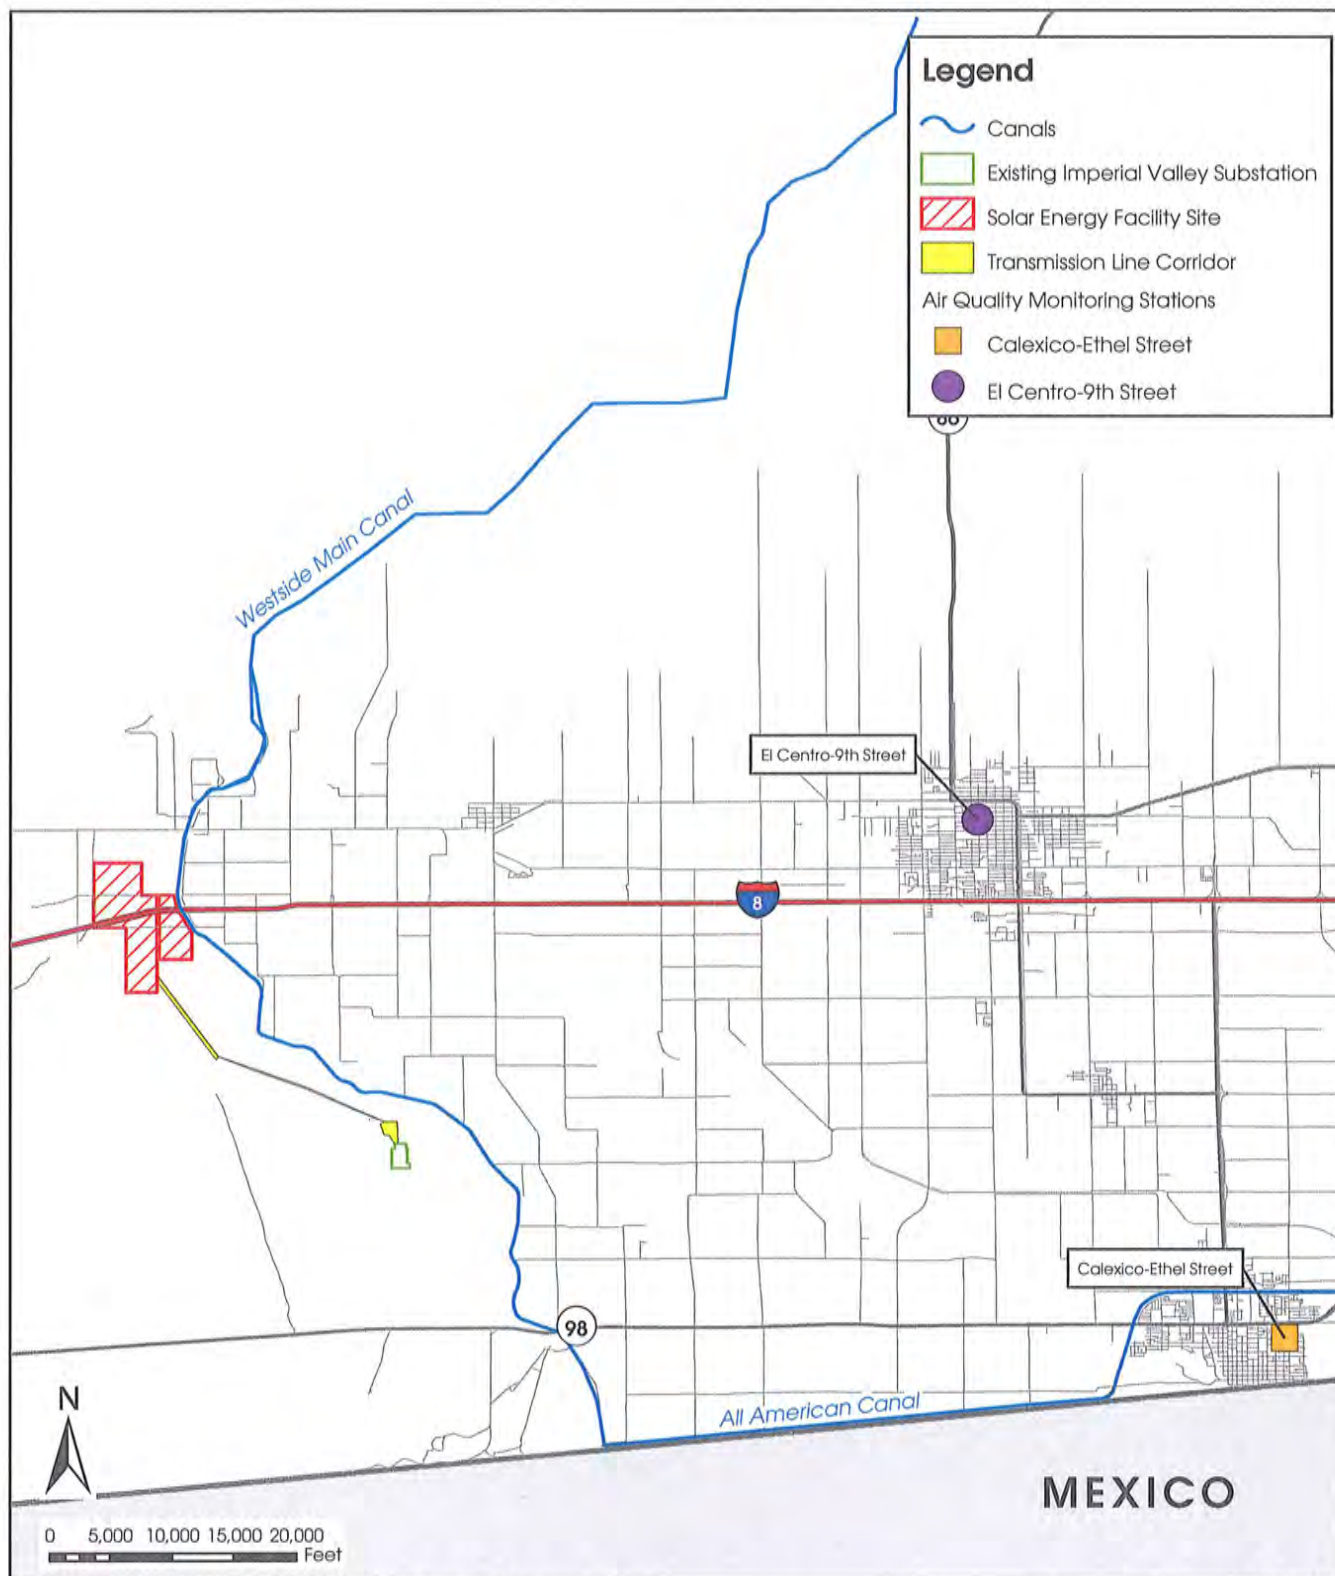 Legend
Canals
Existing Imperial Valley Substation
Solar Energy Facility Site
Transmission Line Corridor
Air Quality Monitoring Stations
Calexico-Ethel Street
El Centro-9th Street
Westside Main Canal
El Centro-9th Street
8
Calexico-Ethel Street
98
All American Canal
MEXICO
N
0 5,000 10,000 15,000 20,000
Feet